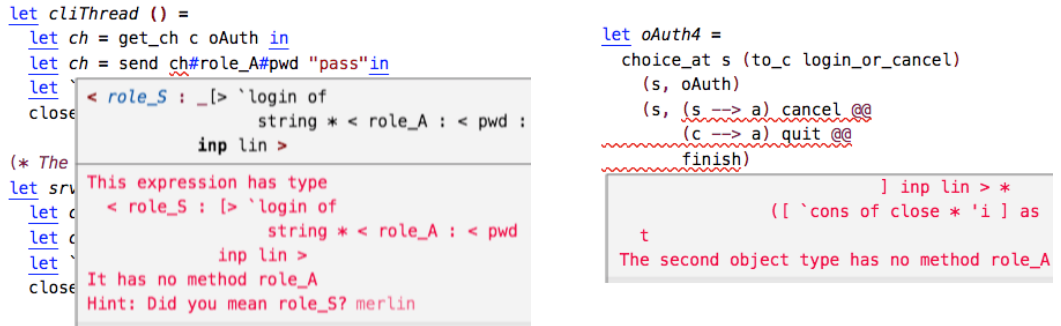 let cliThread () =
let ch = get_ch c oAuth in
let ch = send ch#role_A#pwd "pass"in
let `
close
< role_S : _[> `login of
string * < role_A : < pwd :
inp lin >
(* The
let srv
let
let
let `
close
This expression has type
< role_S : [> `login of
string * < role_A : < pwd
inp lin >
It has no method role_A
Hint: Did you mean role_S? merlin
let oAuth4 =
choice_at s (to_c login_or_cancel)
(s, oAuth)
(s, (s --> a) cancel @@
(c --> a) quit @@
finish)
] inp lin > *
([ `cons of close * 'i ] as
t
The second object type has no method role_A